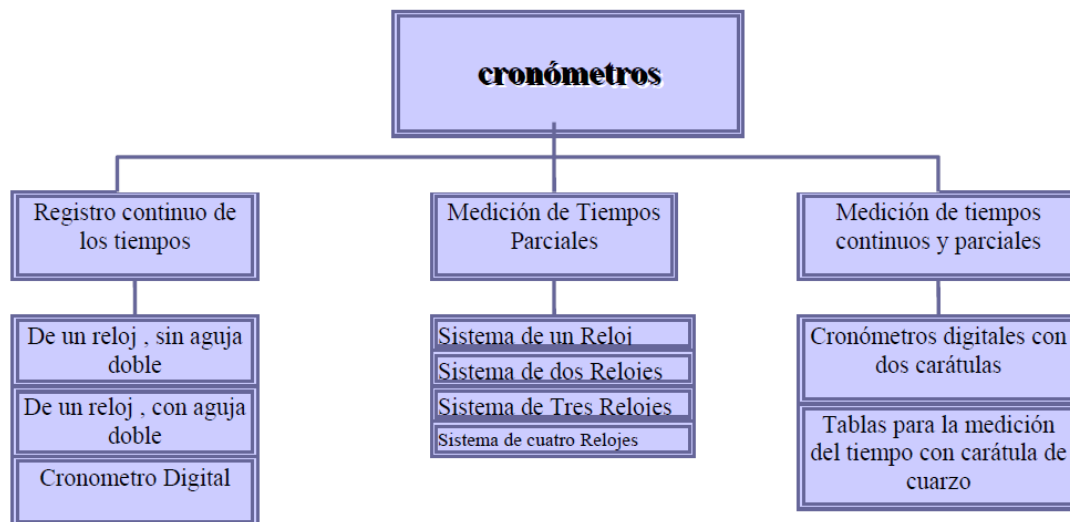 cronómetros
Registro continuo de
los tiempos
De un reloj , sin aguja
doble
De un reloj , con aguja
doble
Cronometro Digital
Medición de Tiempos
Parciales
Sistema de un Reloj
Sistema de dos Relojes
Sistema de Tres Relojes
Sistema de cuatro Relojes
Medición de tiempos
continuos y parciales
Cronómetros digitales con
dos carátulas
Tablas para la medición
del tiempo con carátula de
cuarzo